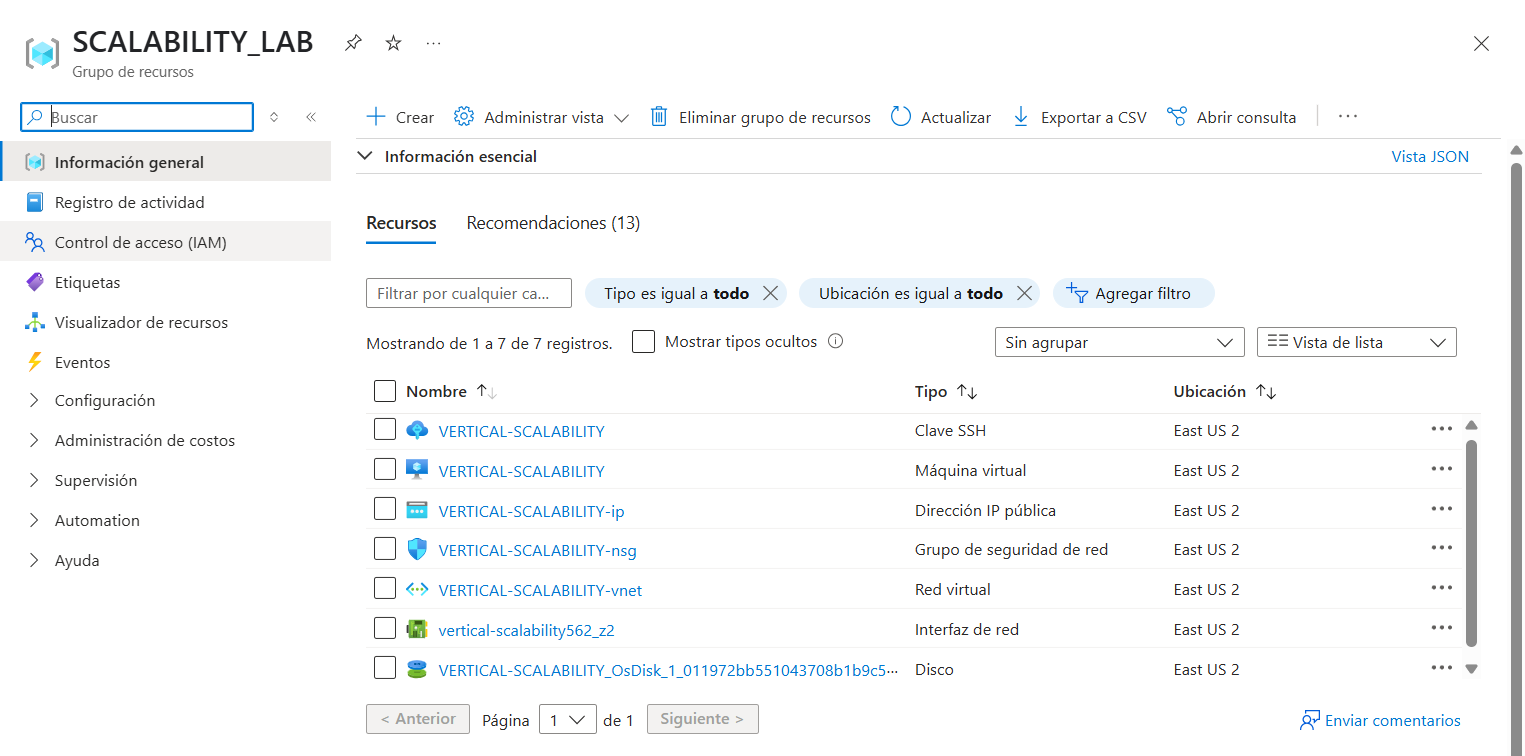 SCALABILITY_LAB
Grupo de recursos
Buscar
Información general
Registro de actividad
Control de acceso (IAM)
Etiquetas
Visualizador de recursos
Eventos
Configuración
Administración de costos
Supervisión
Automation
Ayuda
Crear Administrar vista Eliminar grupo de recursos Actualizar Exportar a CSV Abrir consulta
Información esencial Vista JSON
Recursos Recomendaciones (13)
Filtrar por cualquier ca... Tipo es igual a todo Ubicación es igual a todo Agregar filtro
Mostrando de 1 a 7 de 7 registros. Mostrar tipos ocultos Sin agrupar Vista de lista
Nombre Tipo Ubicación
VERTICAL-SCALABILITY Clave SSH East US 2
VERTICAL-SCALABILITY Máquina virtual East US 2
VERTICAL-SCALABILITY-ip Dirección IP pública East US 2
VERTICAL-SCALABILITY-nsg Grupo de seguridad de red East US 2
VERTICAL-SCALABILITY-vnet Red virtual East US 2
vertical-scalability562_z2 Interfaz de red East US 2
VERTICAL-SCALABILITY_OsDisk_1_011972bb551043708b1b9c5... Disco East US 2
< Anterior Página 1 de 1 Siguiente > Enviar comentarios